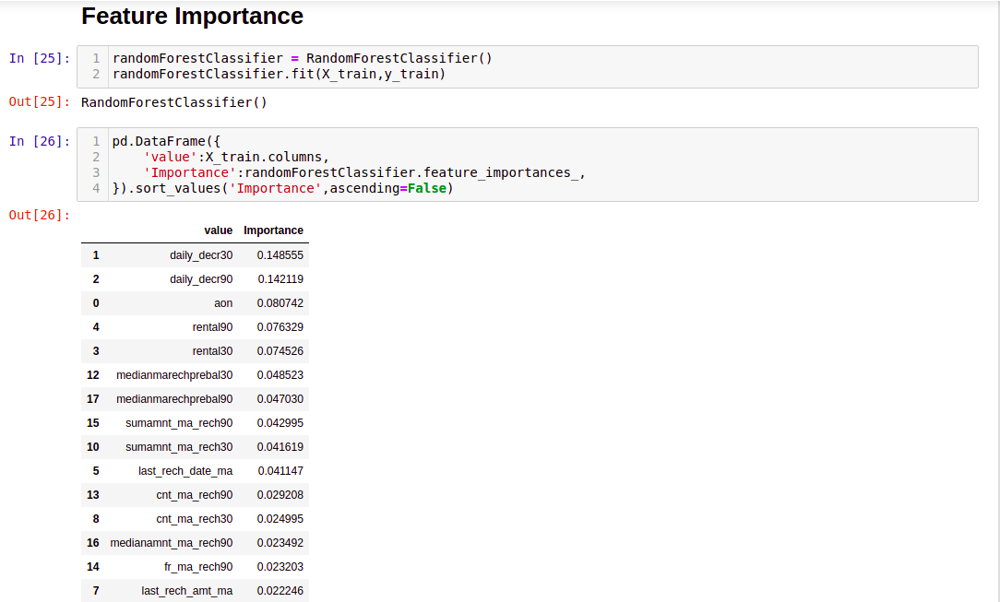 Feature Importance
In [25]:
1 randomForestClassifier = RandomForestClassifier()
2 randomForestClassifier.fit(X_train,y_train)
Out[25]: RandomForestClassifier()
In [26]:
1 pd.DataFrame({
2 'value':X_train.columns,
3 'Importance':randomForestClassifier.feature_importances_,
4 }).sort_values('Importance',ascending=False)
Out[26]:
value Importance
1 daily_decr30 0.148555
2 daily_decr90 0.142119
0 aon 0.080742
4 rental90 0.076329
3 rental30 0.074526
12 medianmarechprebal30 0.048523
17 medianmarechprebal90 0.047030
15 sumamnt_ma_rech90 0.042995
10 sumamnt_ma_rech30 0.041619
5 last_rech_date_ma 0.041147
13 cnt_ma_rech90 0.029208
8 cnt_ma_rech30 0.024995
16 medianamnt_ma_rech90 0.023492
14 fr_ma_rech90 0.023203
7 last_rech_amt_ma 0.022246